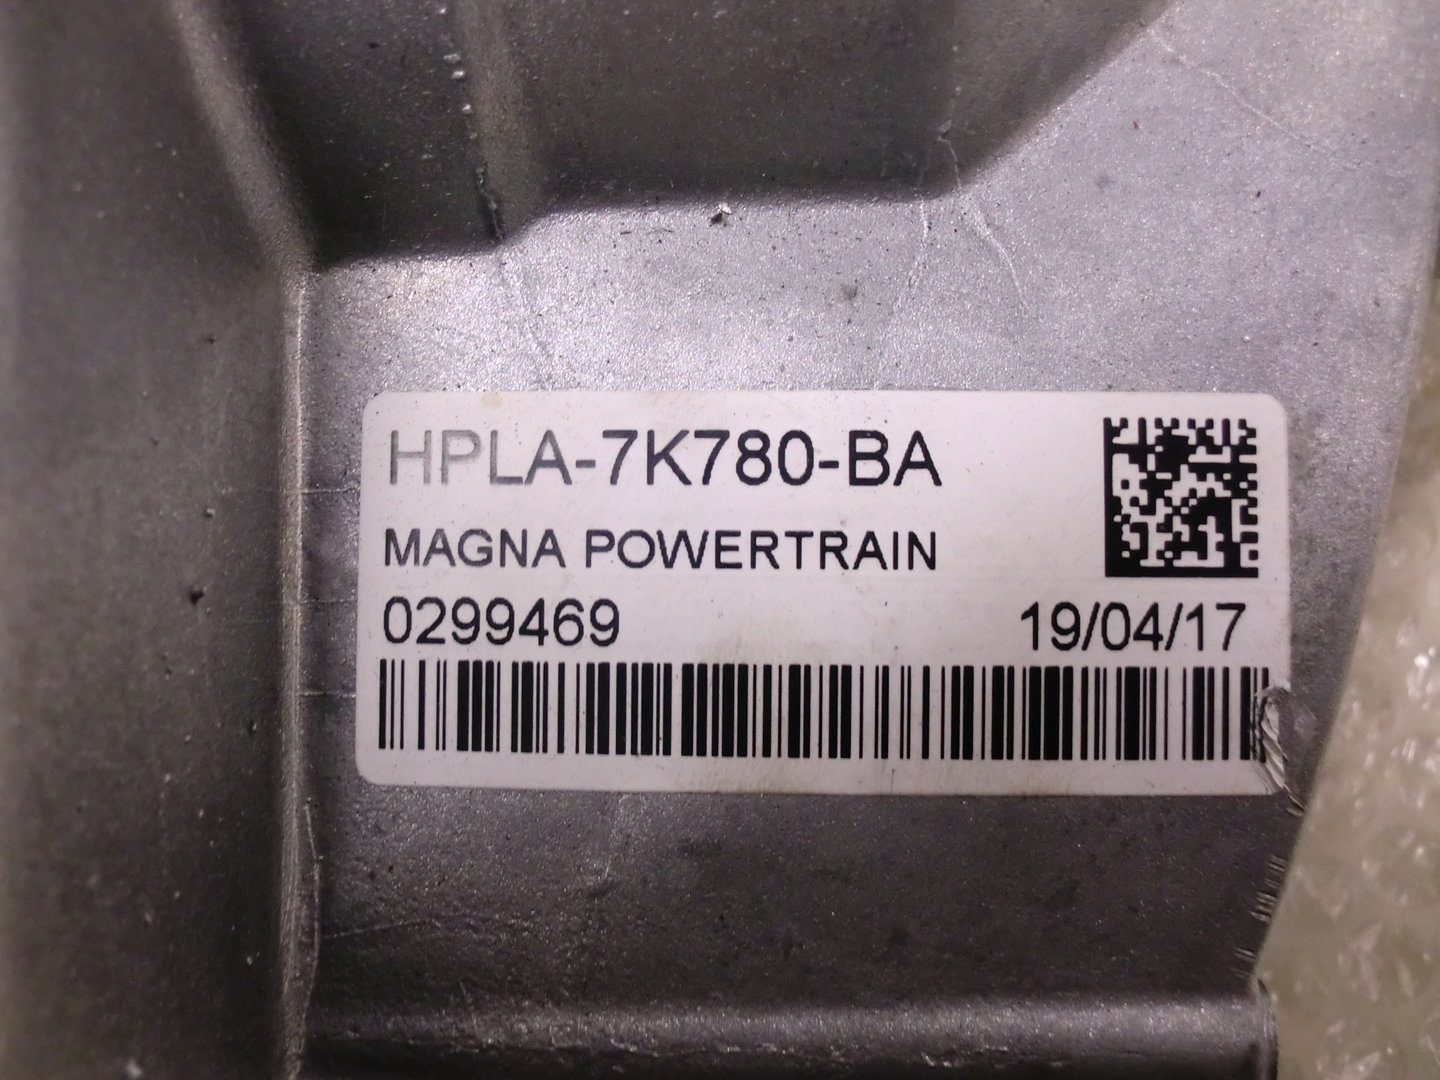 HPLA-7K780-BA
MAGNA POWERTRAIN
0299469 19/04/17